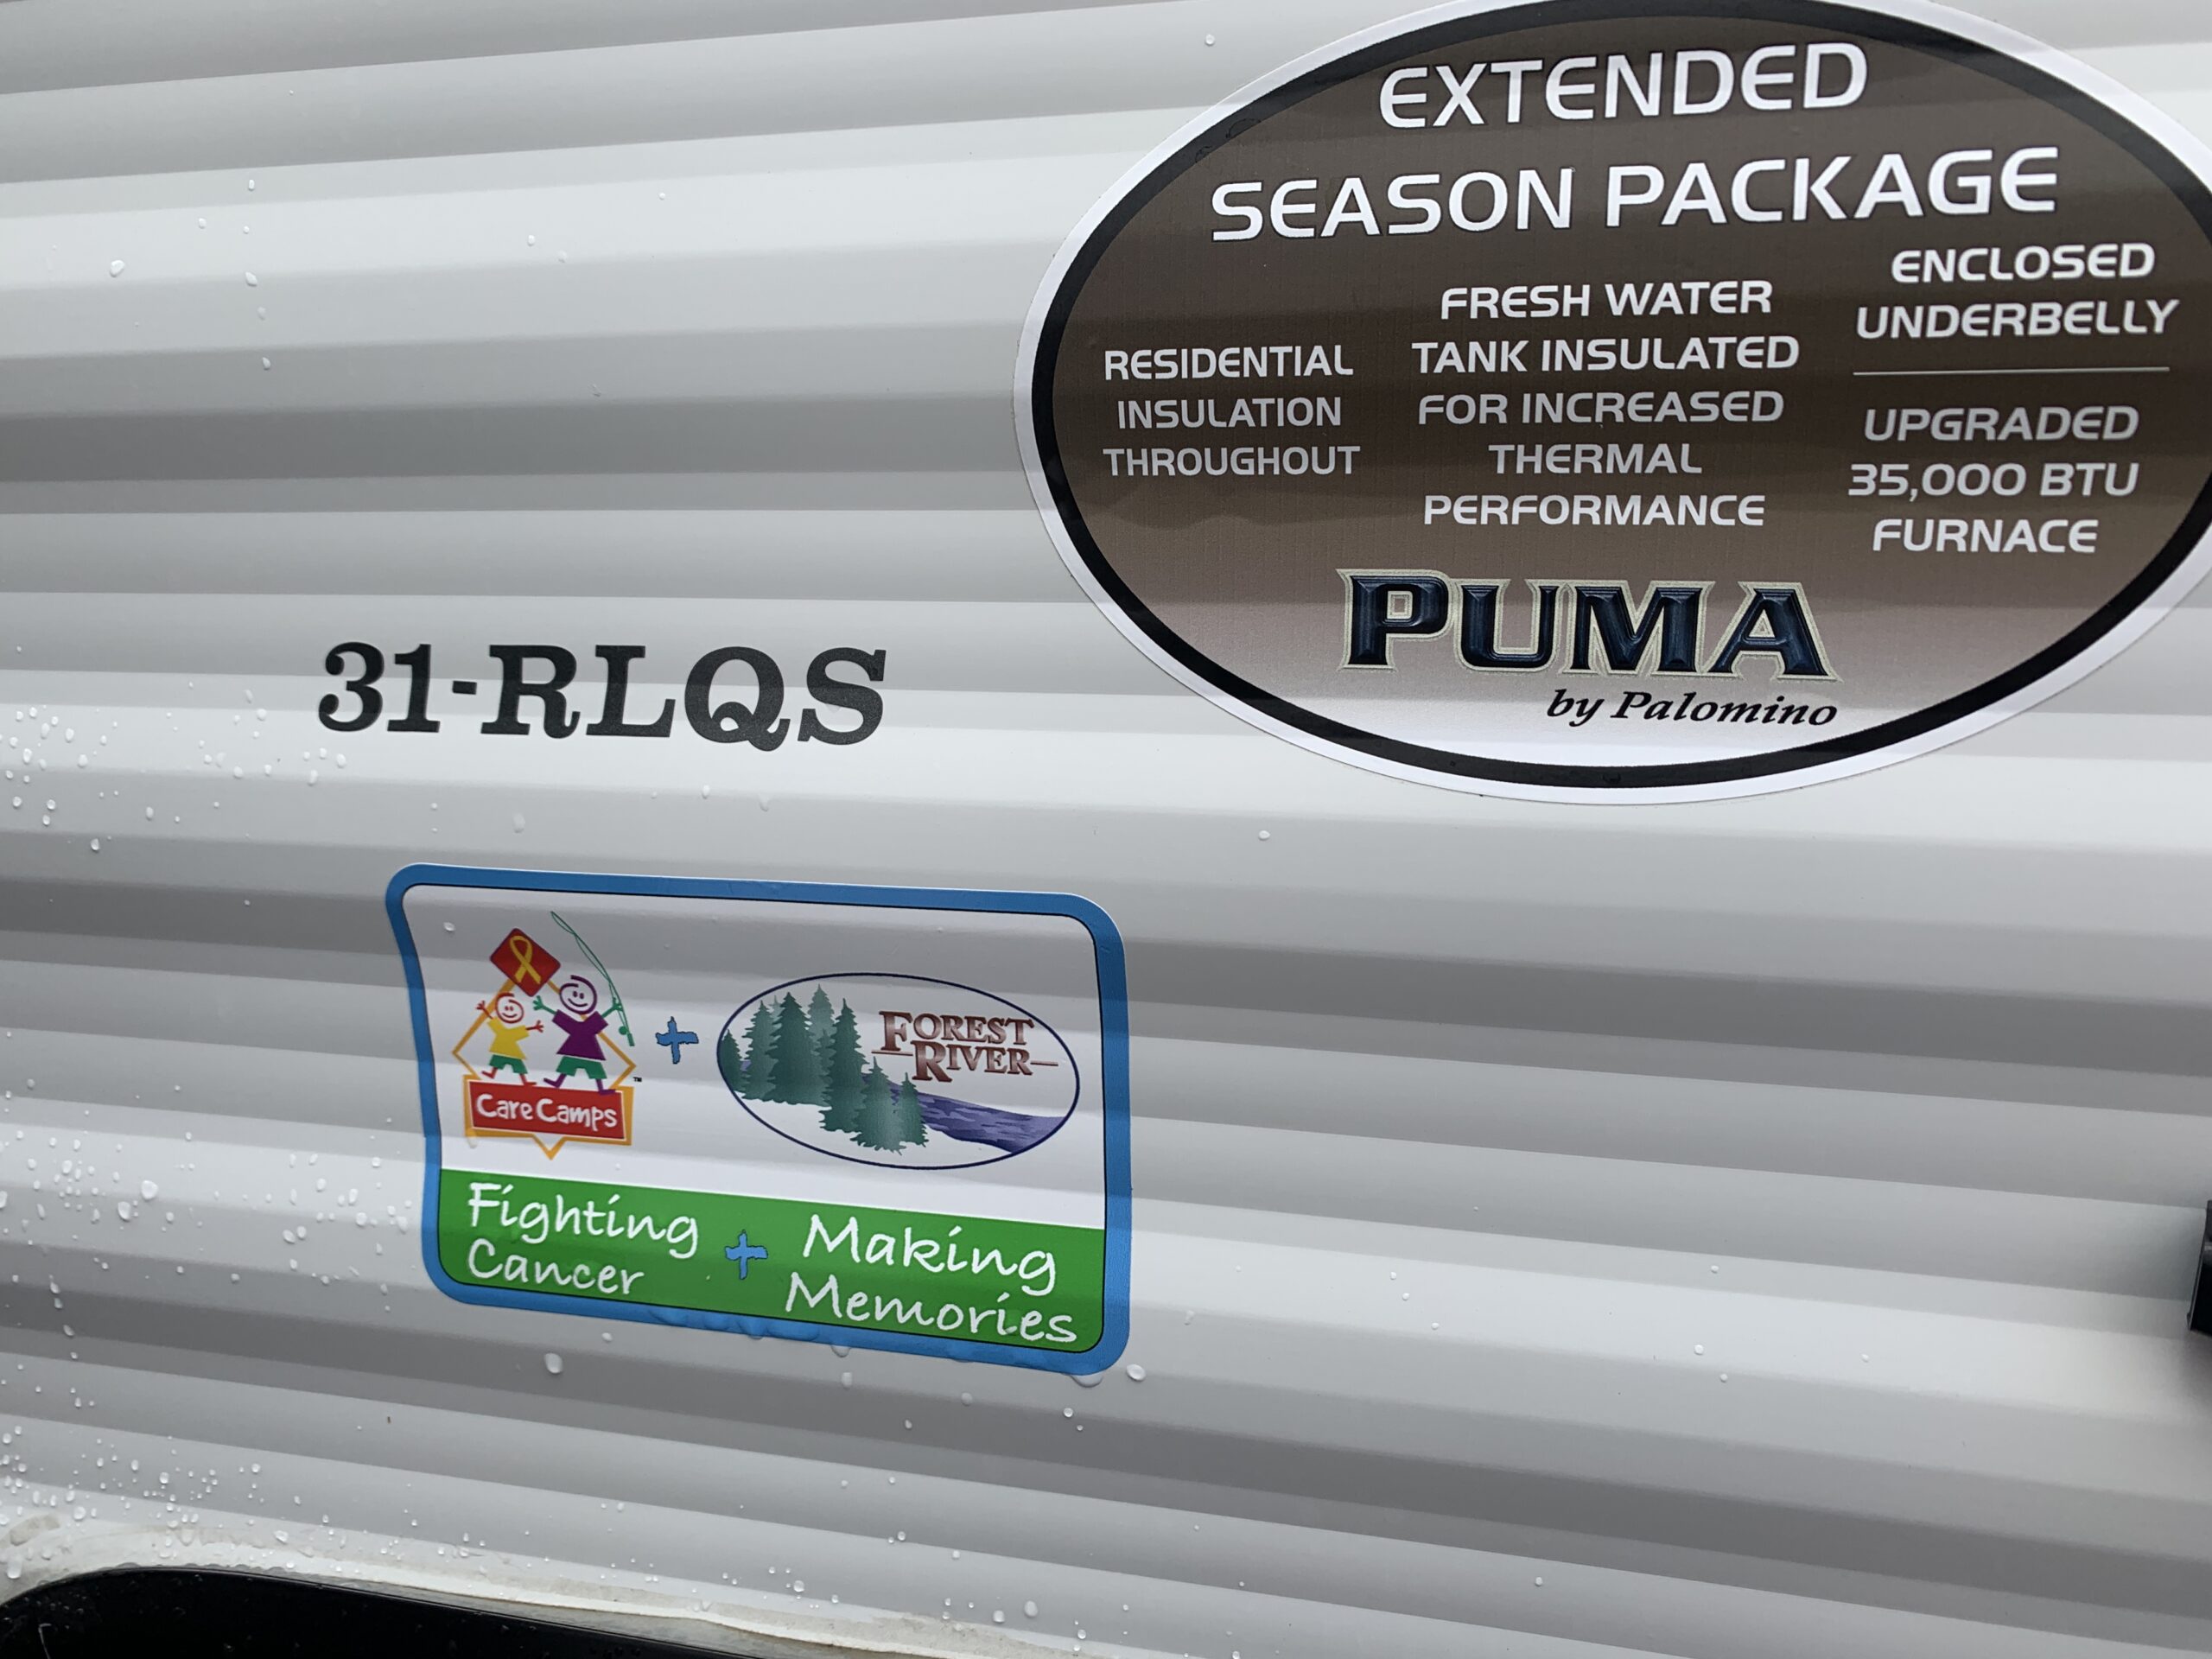 EXTENDED
SEASON PACKAGE
RESIDENTIAL
INSULATION
THROUGHOUT
FRESH WATER
TANK INSULATED
FOR INCREASED
THERMAL
PERFORMANCE
ENCLOSED
UNDERBELLY
UPGRADED
35,000 BTU
FURNACE
PUMA
by Palomino
31-RLQS
Care Camps
™
+
FOREST
RIVER
Fighting
Cancer
+
Making
Memories